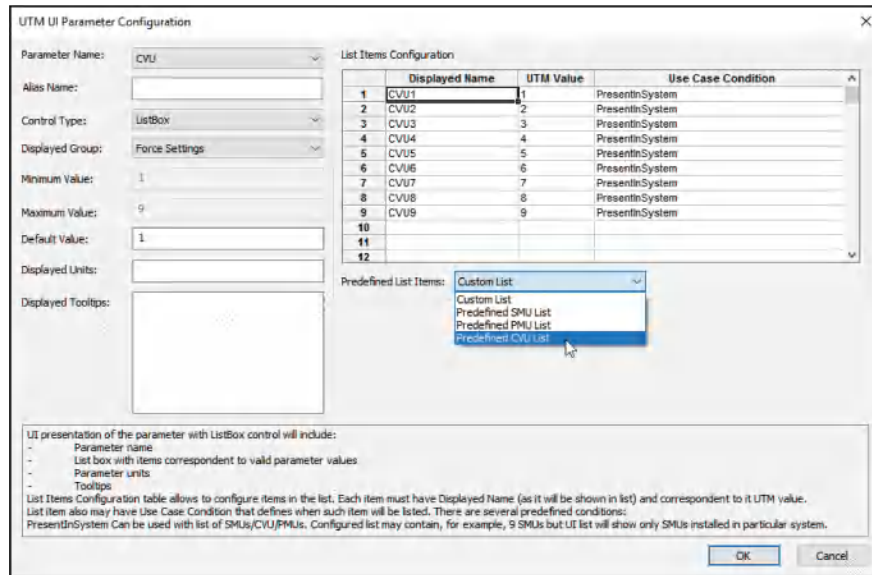 UTM UI Parameter Configuration
Parameter Name: CVU
Alias Name:
Control Type: ListBox
Displayed Group: Force Settings
Minimum Value: 1
Maximum Value: 9
Default Value: 1
Displayed Units:
Displayed Tooltips:
List Items Configuration
Displayed Name UTM Value Use Case Condition
1 CVU1 1 PresentInSystem
2 CVU2 2 PresentInSystem
3 CVU3 3 PresentInSystem
4 CVU4 4 PresentInSystem
5 CVU5 5 PresentInSystem
6 CVU6 6 PresentInSystem
7 CVU7 7 PresentInSystem
8 CVU8 8 PresentInSystem
9 CVU9 9 PresentInSystem
10
11
12
Predefined List Items: Custom List
Custom List
Predefined SMU List
Predefined PMU List
Predefined CVU List
UI presentation of the parameter with ListBox control will include:
- Parameter name
- List box with items correspondent to valid parameter values
- Parameter units
- Tooltips
List Items Configuration table allows to configure items in the list. Each item must have Displayed Name (as it will be shown in list) and correspondent to it UTM value.
List item also may have Use Case Condition that defines when such item will be listed. There are several predefined conditions:
PresentInSystem Can be used with list of SMUs/CVU/PMUs. Configured list may contain, for example, 9 SMUs but UI list will show only SMUs installed in particular system.
OK Cancel